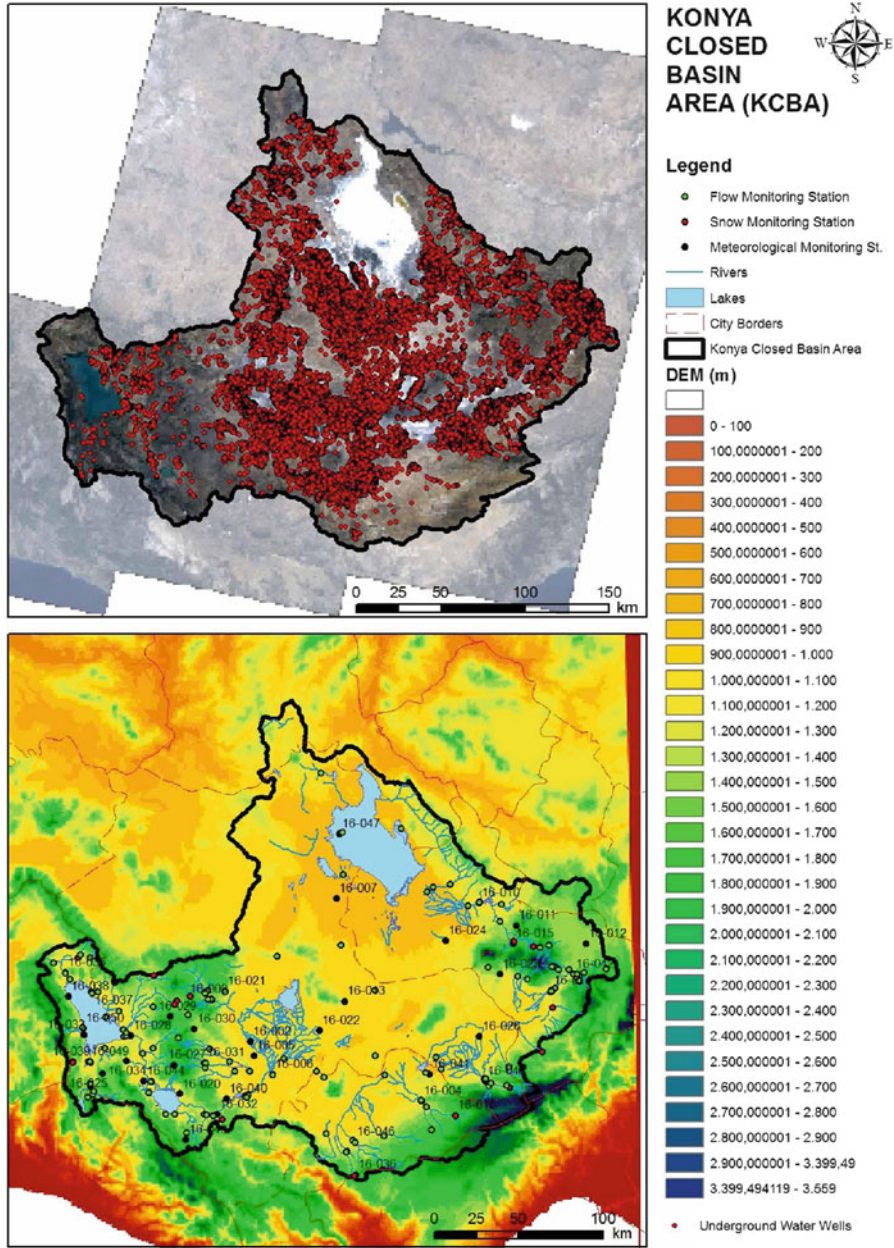 KONYA
CLOSED
BASIN
AREA (KCBA)
N
W E
S
Legend
Flow Monitoring Station
Snow Monitoring Station
Meteorological Monitoring St.
Rivers
Lakes
City Borders
Konya Closed Basin Area
DEM (m)
0 - 100
100,0000001 - 200
200,0000001 - 300
300,0000001 - 400
400,0000001 - 500
500,0000001 - 600
600,0000001 - 700
700,0000001 - 800
800,0000001 - 900
900,0000001 - 1.000
1.000,000001 - 1.100
1.100,000001 - 1.200
1.200,000001 - 1.300
1.300,000001 - 1.400
1.400,000001 - 1.500
1.500,000001 - 1.600
1.600,000001 - 1.700
1.700,000001 - 1.800
1.800,000001 - 1.900
1.900,000001 - 2.000
2.000,000001 - 2.100
2.100,000001 - 2.200
2.200,000001 - 2.300
2.300,000001 - 2.400
2.400,000001 - 2.500
2.500,000001 - 2.600
2.600,000001 - 2.700
2.700,000001 - 2.800
2.800,000001 - 2.900
2.900,000001 - 3.399,49
3.399,494119 - 3.559
Underground Water Wells
0 25 50 100 150
km
16-047
16-007
16-010
16-011
16-015
16-012
16-024
16-021
16-038
16-037
16-029
16-030
16-022
16-002
16-005
16-028
16-031
16-034
16-020
16-040
16-032
16-025
16-004
16-046
16-036
0 25 50 100
km